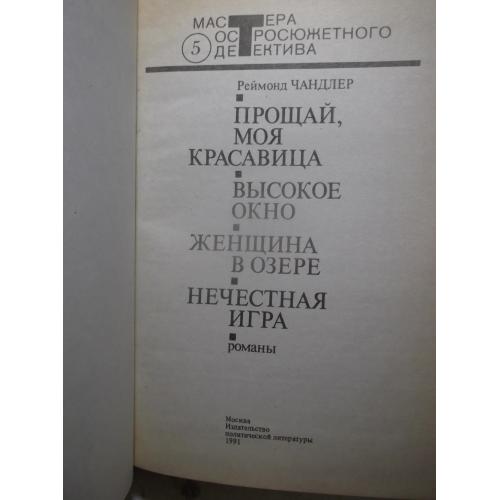 МАСТЕРА
5 ОСТРОСЮЖЕТНОГО
ДЕТЕКТИВА
Реймонд ЧАНДЛЕР
ПРОЩАЙ,
МОЯ
КРАСАВИЦА
ВЫСОКОЕ
ОКНО
ЖЕНЩИНА
В ОЗЕРЕ
НЕЧЕСТНАЯ
ИГРА
романы
Москва
Издательство
политической литературы
1991